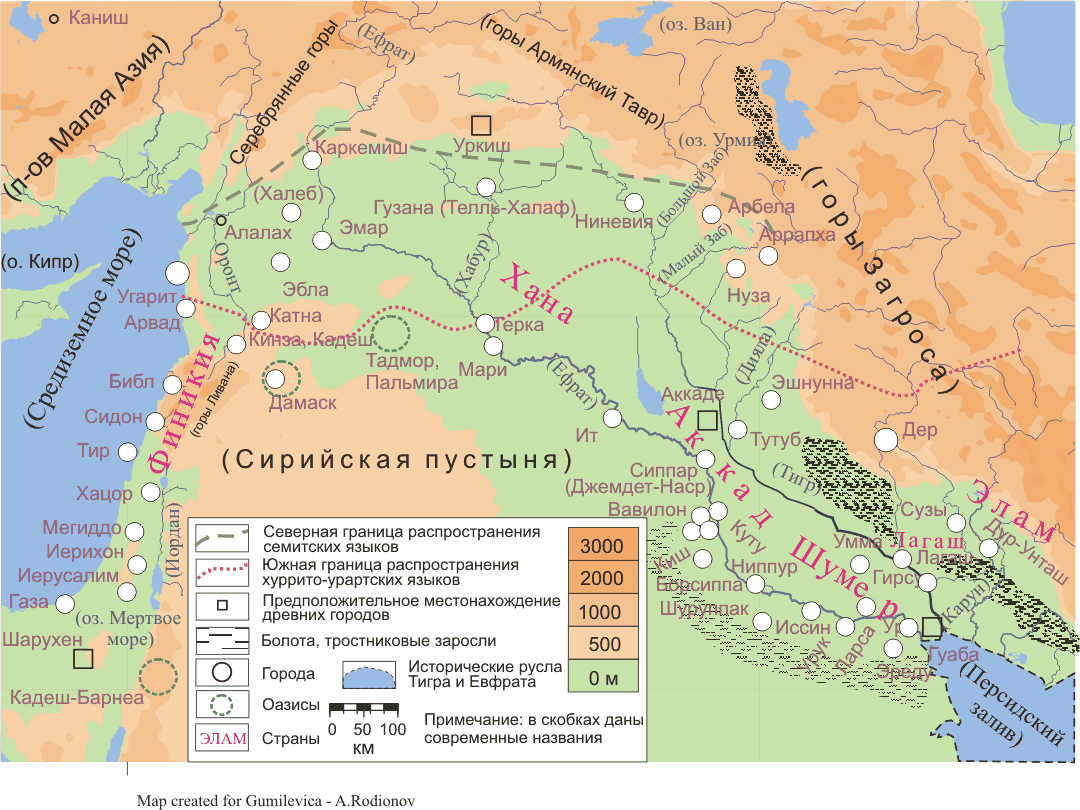 Каниш
(п-ов Малая Азия)
Серебрянные горы
(Ефрат)
(горы Армянский Тавр)
(оз. Ван)
(оз. Урмия)
(горы Загроса)
Каркемиш
Уркиш
(Халеб)
Гузана (Телль-Халаф)
Ниневия
(Большой Заб)
Арбела
Аррапха
Алалах
Эмар
(о. Кипр)
(Средиземное море)
Оронт
(Хабур)
Хана
(Малый Заб)
Эбла
Нуза
Угарит
Арвад
Катна
Кинза, Кадеш
Терка
Тадмор,
Пальмира
Мари
(Ефрат)
(Дияла)
Финикия
(горы Ливана)
Библ
Дамаск
Аккаде
Эшнунна
Сидон
Ит
Аккад
Тутуб
Дер
Тир
(Сирийская пустыня)
Сиппар
(Джемдет-Наср)
(Тигр)
Элам
Хацор
Вавилон
Сузы
Мегиддо
(Иордан)
Куту
Шумер
Умма
Лагаш
Лагаш
Дур-Унташ
Иерихон
Киш
Ниппур
Гирсу
Иерусалим
Борсиппа
(Карун)
Газа
(оз. Мертвое
море)
Шуруппак
Иссин
Урук
Ларса
Ур
Гуаба
Шарухен
Эреду
(Персидский
залив)
Кадеш-Барнеа
Северная граница распространения
семитских языков
Южная граница распространения
хуррито-урартских языков
Предположительное местонахождение
древних городов
Болота, тростниковые заросли
Города
Исторические русла
Тигра и Евфрата
Оазисы
ЭЛАМ
Страны
0 50 100
км
Примечание: в скобках даны
современные названия
3000
2000
1000
500
0 м
Map created for Gumilevica - A.Rodionov